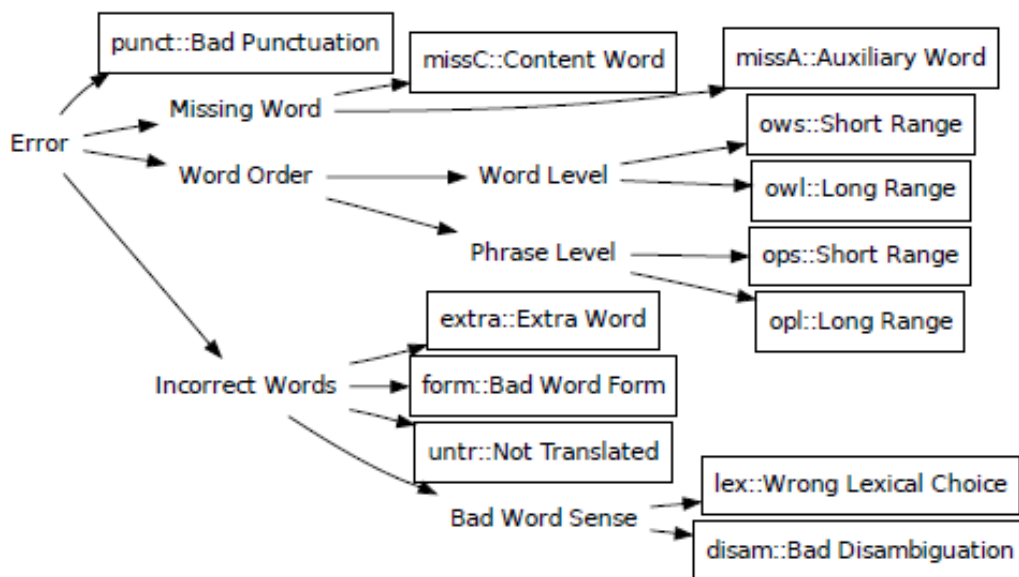 punct::Bad Punctuation
missC::Content Word
missA::Auxiliary Word
Missing Word
ows::Short Range
Error
Word Order
Word Level
owl::Long Range
Phrase Level
ops::Short Range
opl::Long Range
extra::Extra Word
Incorrect Words
form::Bad Word Form
untr::Not Translated
lex::Wrong Lexical Choice
Bad Word Sense
disam::Bad Disambiguation